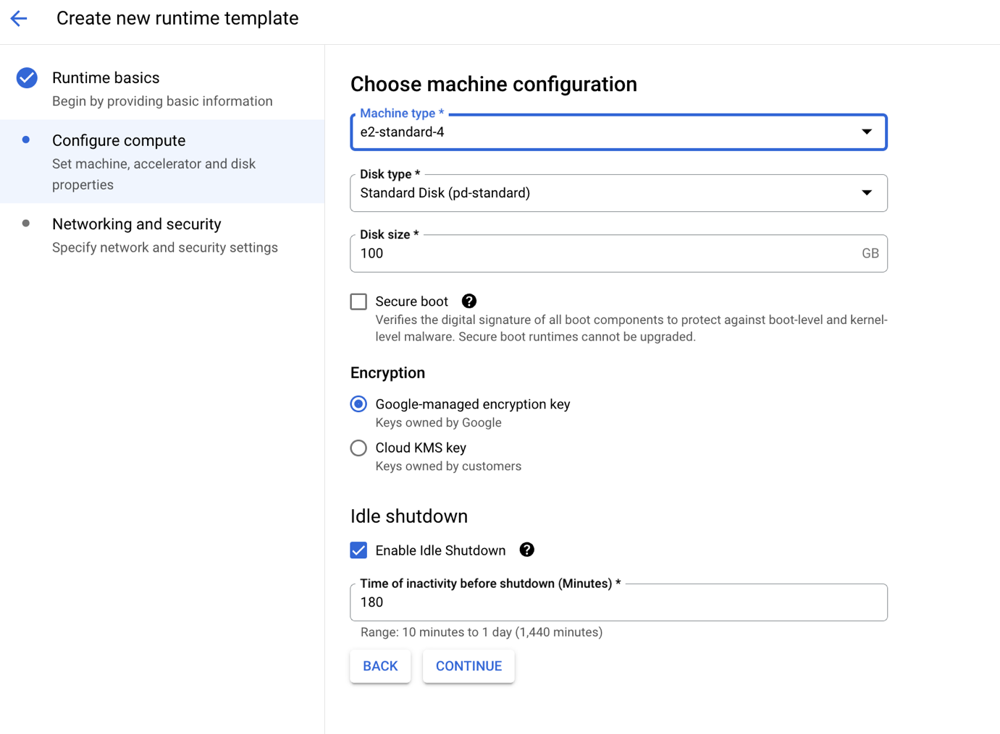 Create new runtime template
Runtime basics
Begin by providing basic information
Configure compute
Set machine, accelerator and disk
properties
Networking and security
Specify network and security settings
Choose machine configuration
Machine type *
e2-standard-4
Disk type *
Standard Disk (pd-standard)
Disk size *
100 GB
Secure boot
Verifies the digital signature of all boot components to protect against boot-level and kernel-
level malware. Secure boot runtimes cannot be upgraded.
Encryption
Google-managed encryption key
Keys owned by Google
Cloud KMS key
Keys owned by customers
Idle shutdown
Enable Idle Shutdown
Time of inactivity before shutdown (Minutes) *
180
Range: 10 minutes to 1 day (1,440 minutes)
BACK CONTINUE